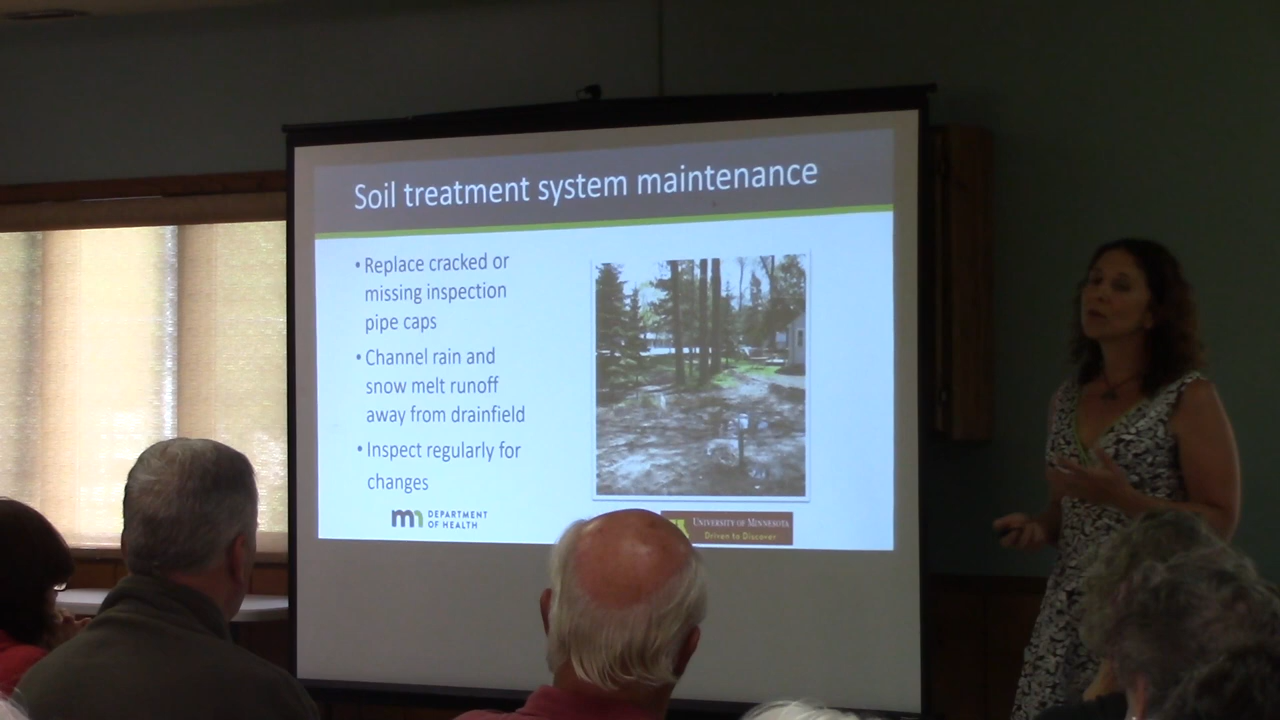 Soil treatment system maintenance
• Replace cracked or
missing inspection
pipe caps
• Channel rain and
snow melt runoff
away from drainfield
• Inspect regularly for
changes
mn DEPARTMENT
OF HEALTH
UNIVERSITY OF MINNESOTA
Driven to Discover